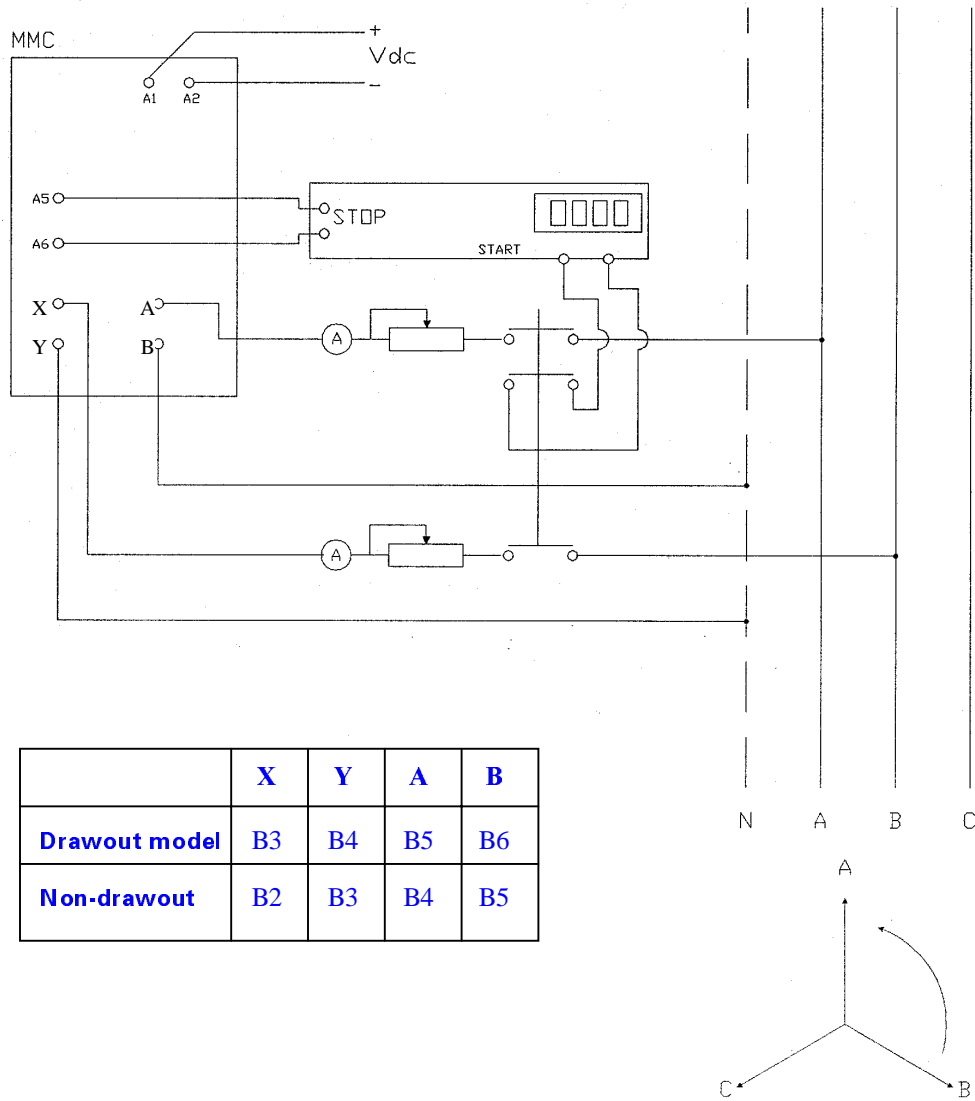 +
MMC
Vdc
-
A1 A2
A5
STOP
A6
START
X A
A
Y B
A
N A B C
X Y A B
Drawout model B3 B4 B5 B6
Non-drawout B2 B3 B4 B5
A
C B